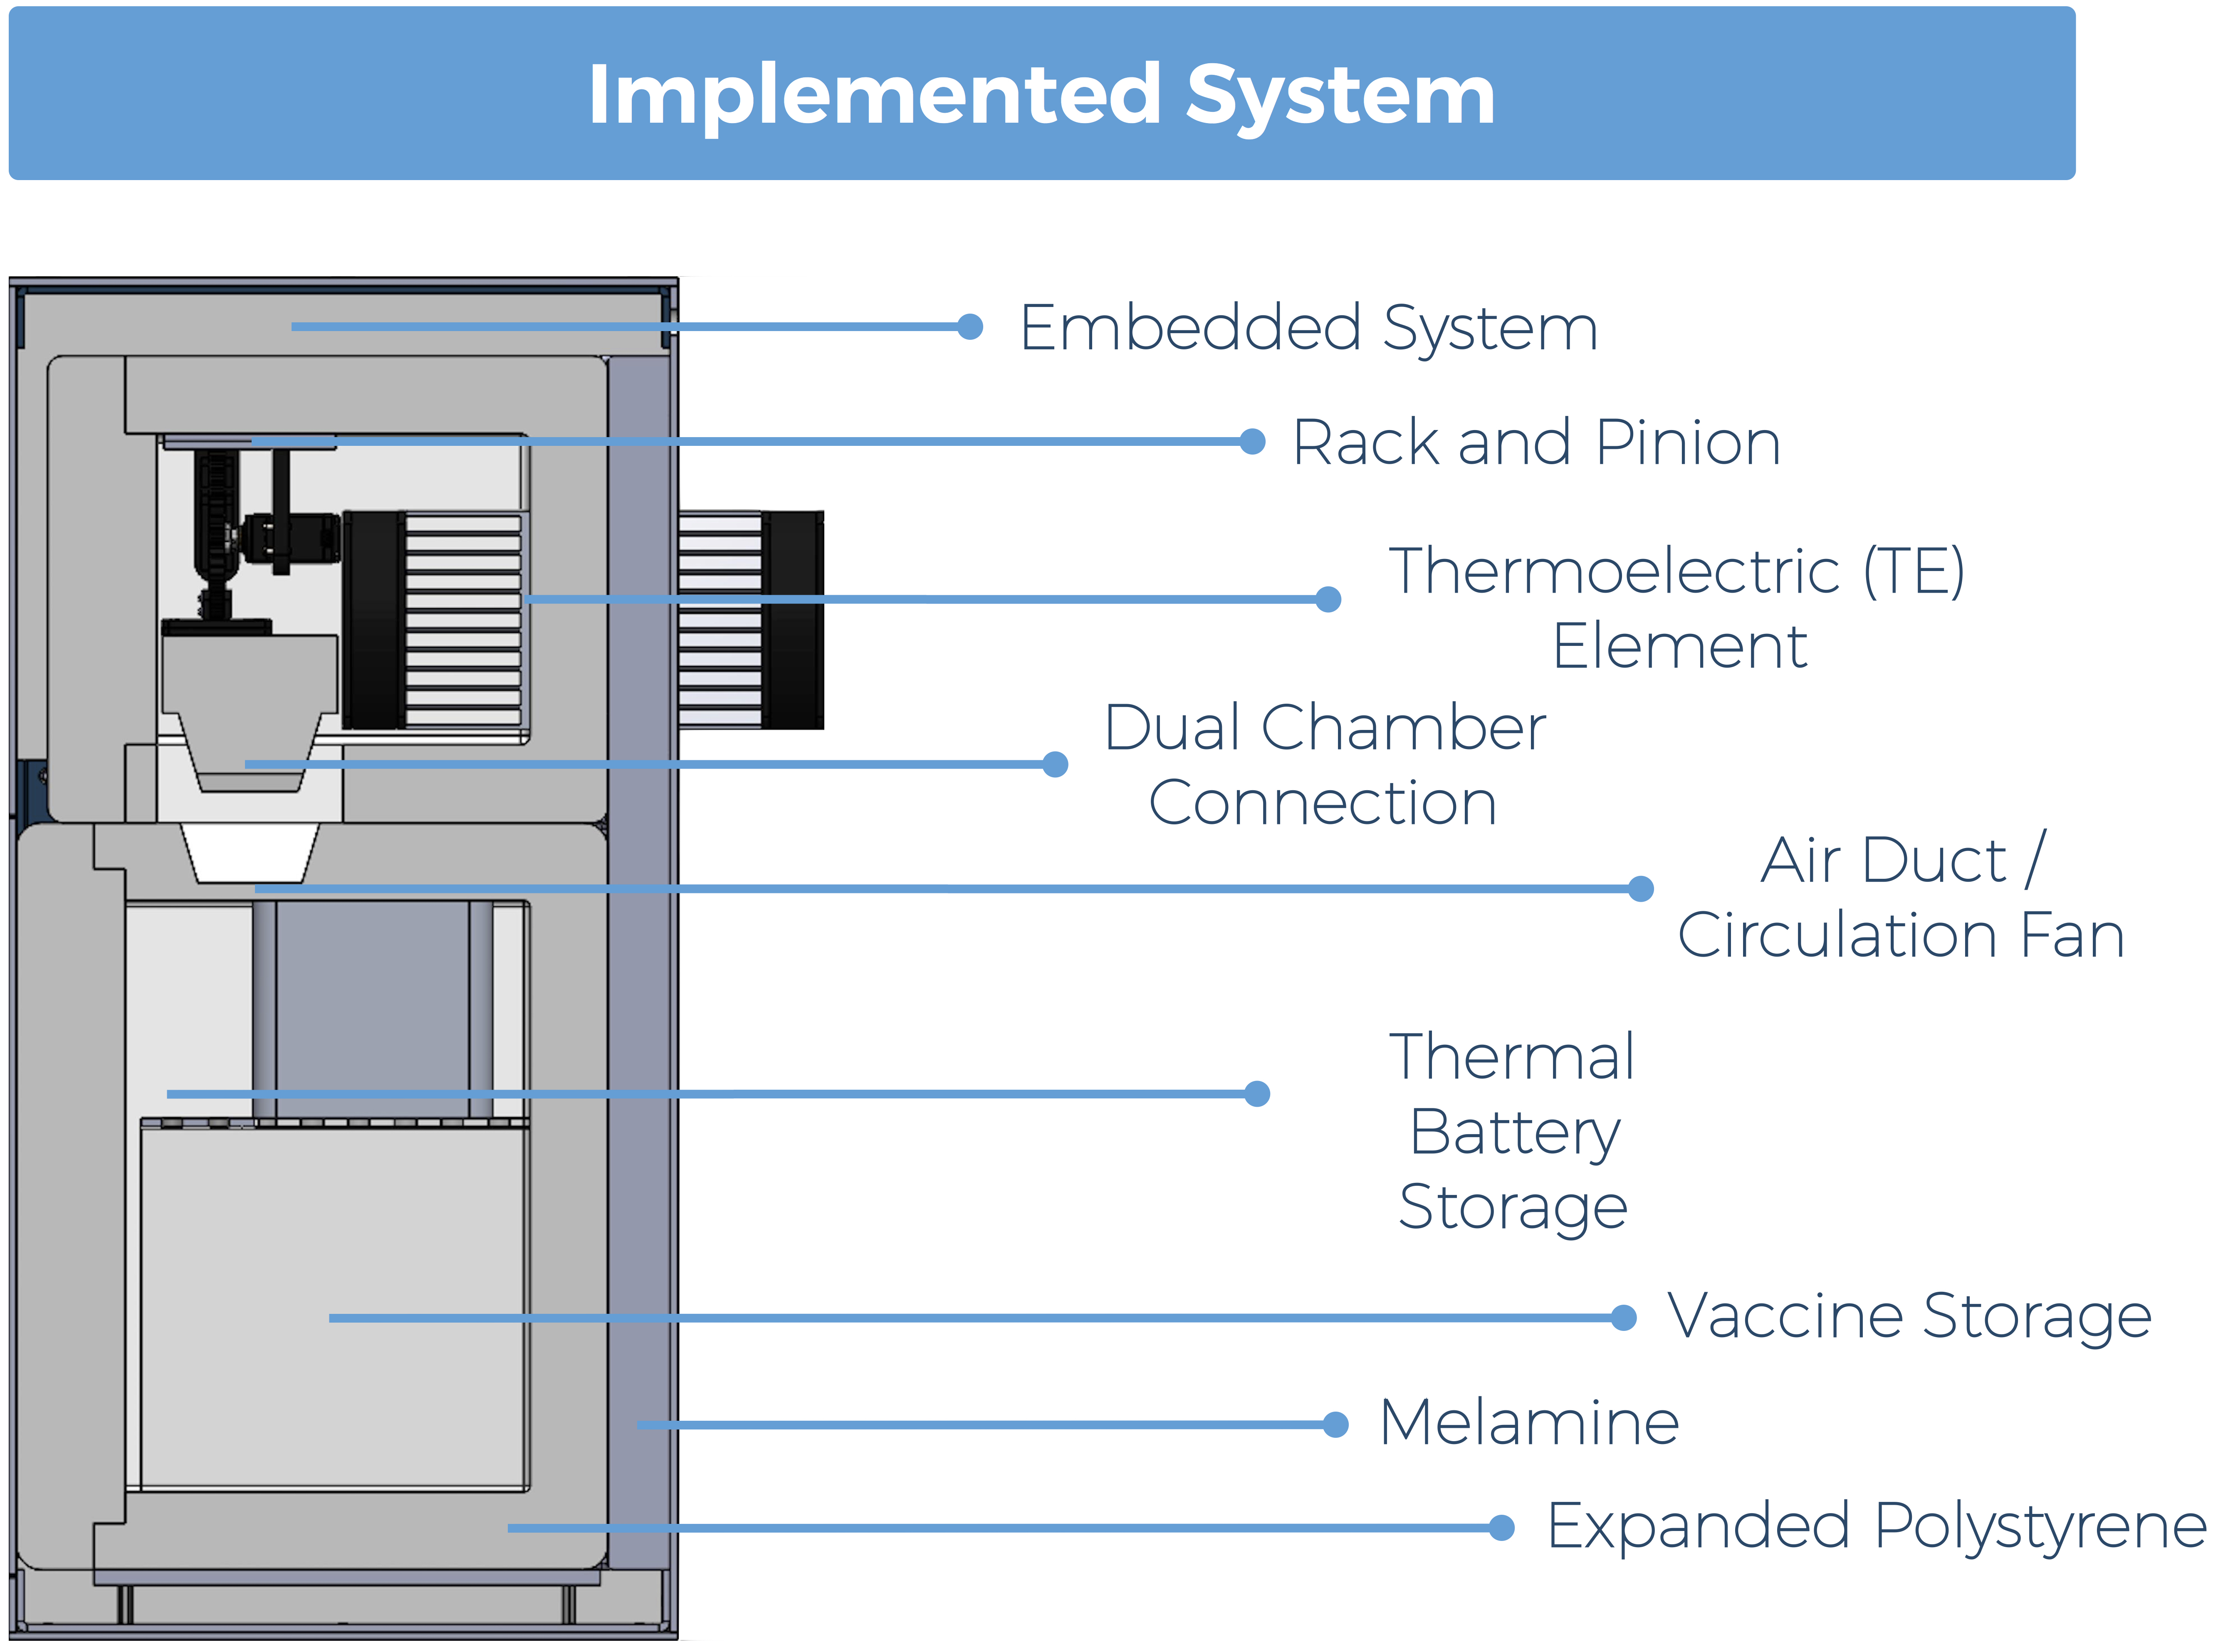 Implemented System
Embedded System
Rack and Pinion
Thermoelectric (TE)
Element
Dual Chamber
Connection
Air Duct /
Circulation Fan
Thermal
Battery
Storage
Vaccine Storage
Melamine
Expanded Polystyrene